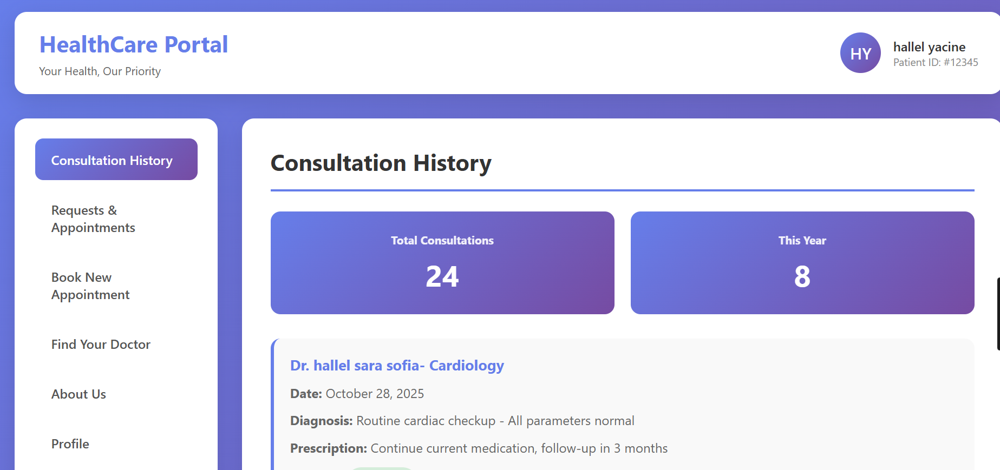 HealthCare Portal
Your Health, Our Priority
HY
hallel yacine
Patient ID: #12345
Consultation History
Requests &
Appointments
Book New
Appointment
Find Your Doctor
About Us
Profile
Consultation History
Total Consultations
24
This Year
8
Dr. hallel sara sofia- Cardiology
Date: October 28, 2025
Diagnosis: Routine cardiac checkup - All parameters normal
Prescription: Continue current medication, follow-up in 3 months